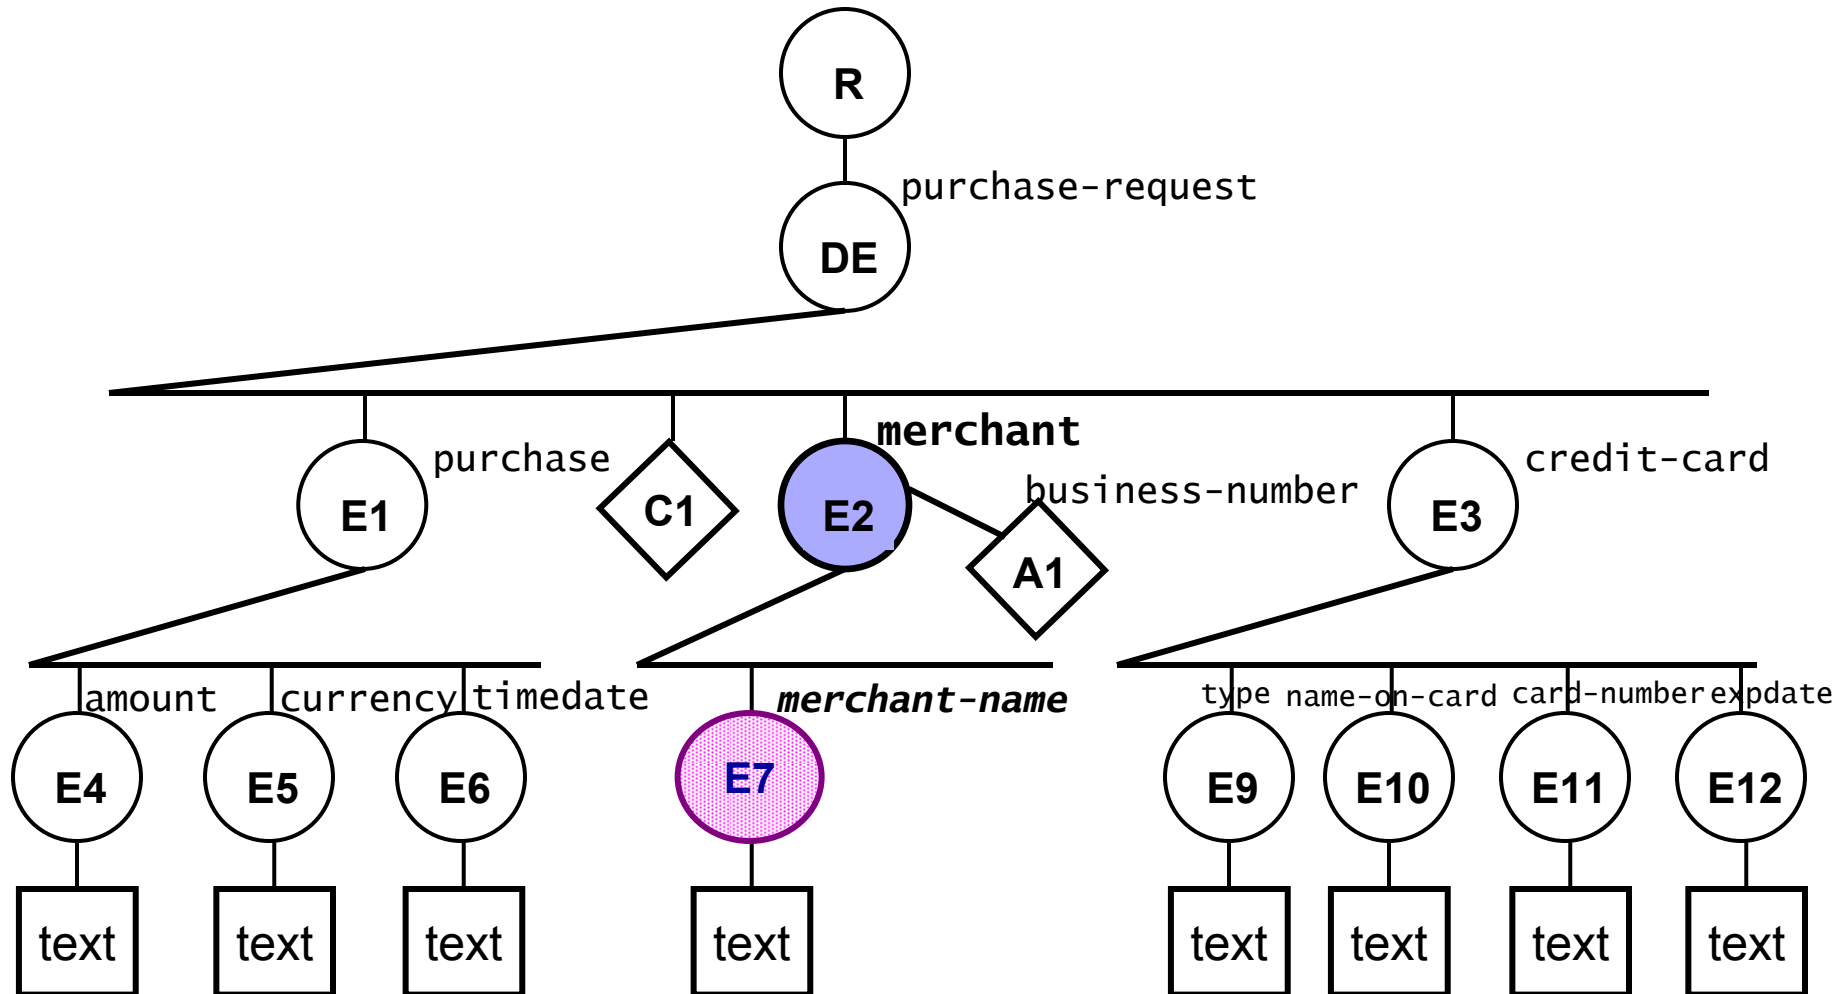 R
purchase-request
DE
merchant
purchase
credit-card
business-number
E1
C1
E2
E3
A1
amount
currency
timedate
merchant-name
type
name-on-card
card-number
expdate
E4
E5
E6
E7
E9
E10
E11
E12
text
text
text
text
text
text
text
text